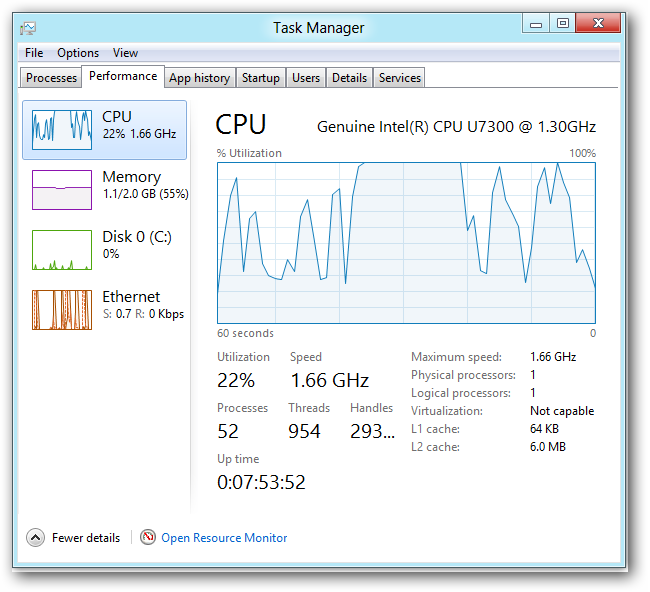 Task Manager
File Options View
Processes Performance App history Startup Users Details Services
CPU
22% 1.66 GHz
Memory
1.1/2.0 GB (55%)
Disk 0 (C:)
0%
Ethernet
S: 0.7 R: 0 Kbps
CPU Genuine Intel(R) CPU U7300 @ 1.30GHz
% Utilization 100%
60 seconds 0
Utilization Speed
22% 1.66 GHz
Processes Threads Handles
52 954 293...
Up time
0:07:53:52
Maximum speed: 1.66 GHz
Physical processors: 1
Logical processors: 1
Virtualization: Not capable
L1 cache: 64 KB
L2 cache: 6.0 MB
Fewer details Open Resource Monitor